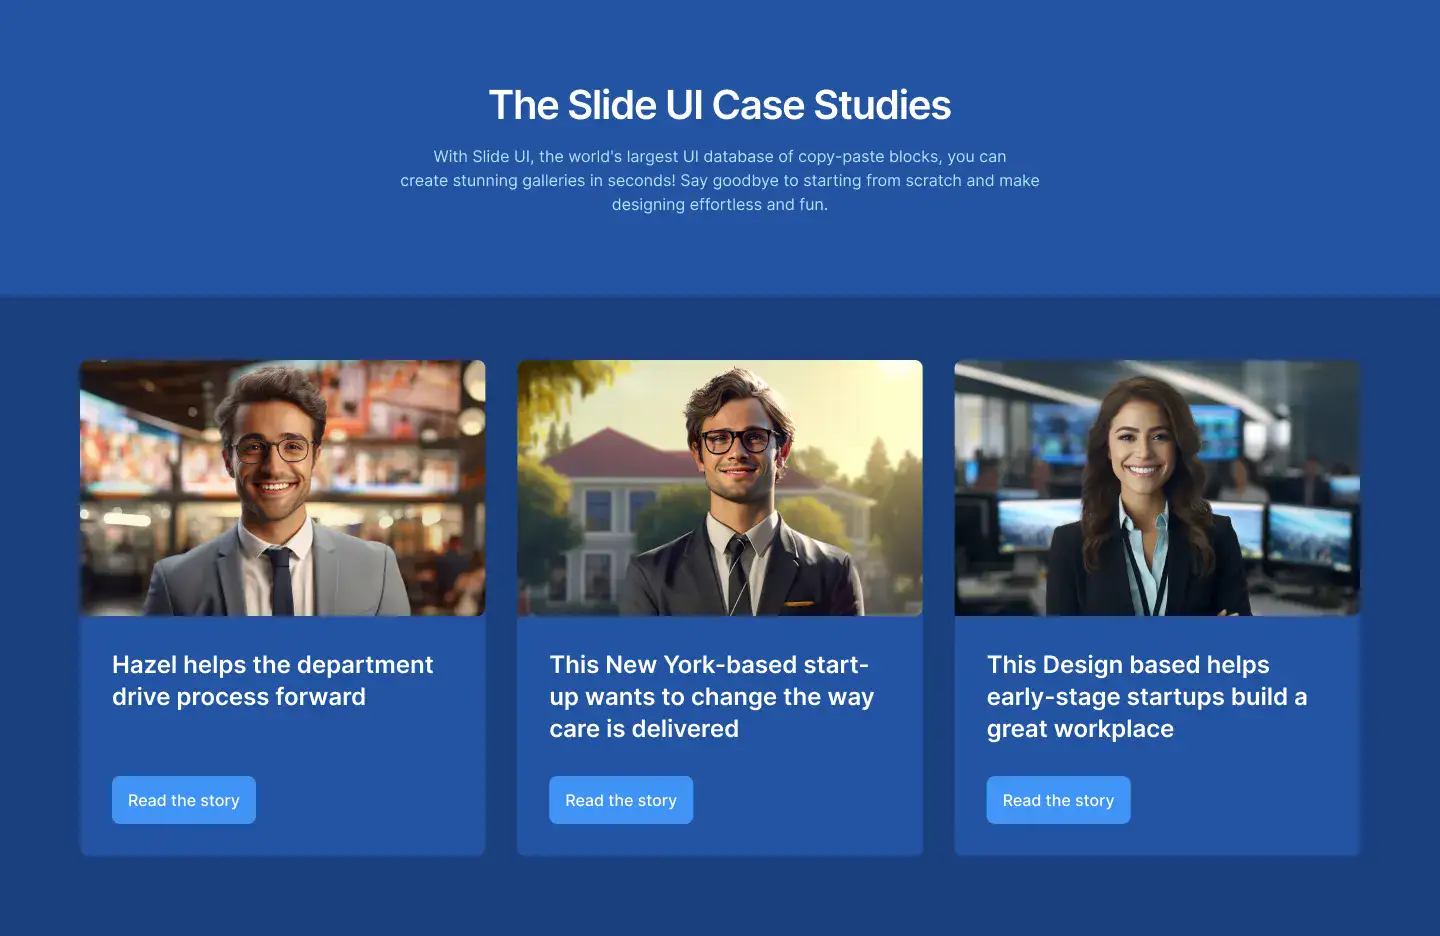 The Slide UI Case Studies
With Slide UI, the world's largest UI database of copy-paste blocks, you can
create stunning galleries in seconds! Say goodbye to starting from scratch and make
designing effortless and fun.
Hazel helps the department
drive process forward
Read the story
This New York-based start-
up wants to change the way
care is delivered
Read the story
This Design based helps
early-stage startups build a
great workplace
Read the story